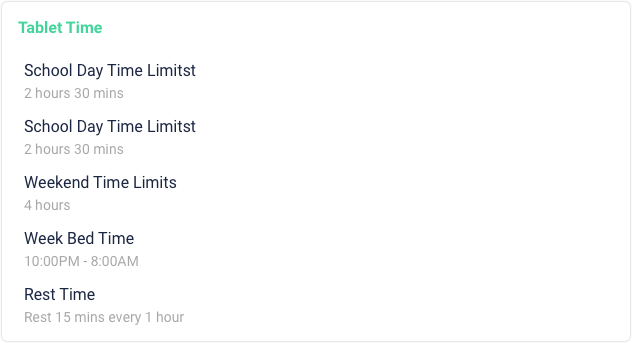 Tablet Time
School Day Time Limitst
2 hours 30 mins
School Day Time Limitst
2 hours 30 mins
Weekend Time Limits
4 hours
Week Bed Time
10:00PM - 8:00AM
Rest Time
Rest 15 mins every 1 hour